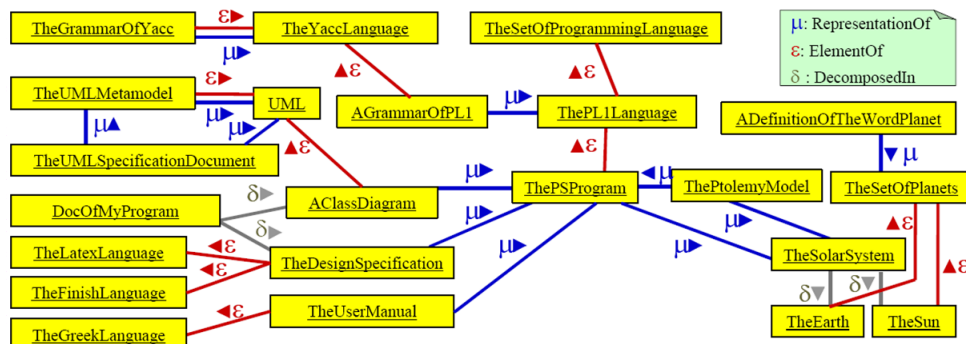 TheGrammarOfYacc
ε▶
μ▶
TheYaccLanguage
TheSetOfProgrammingLanguage
μ: RepresentationOf
ε: ElementOf
δ : DecomposedIn
▲ε
▲ε
TheUMLMetamodel
ε▶
μ▶
μ▶
UML
AGrammarOfPL1
μ▶
ThePL1Language
ADefinitionOfTheWordPlanet
μ▲
TheUMLSpecificationDocument
▲ε
▲ε
▼μ
DocOfMyProgram
δ▶
δ▶
AClassDiagram
μ▶
ThePSProgram
◀μ
ThePtolemyModel
TheSetOfPlanets
μ▶
μ▶
μ▶
μ▶
▲ε
▲ε
TheLatexLanguage
◀ε
◀ε
TheDesignSpecification
TheSolarSystem
TheFinishLanguage
δ▼
δ▼
TheGreekLanguage
◀ε
TheUserManual
TheEarth
TheSun